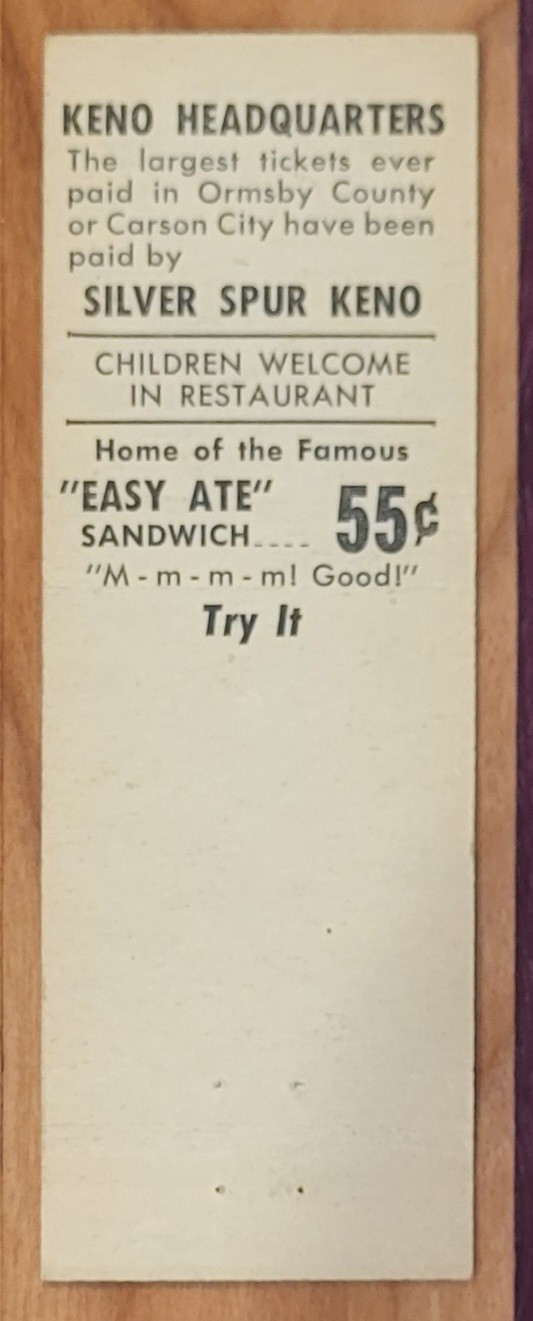 KENO HEADQUARTERS
The largest tickets ever
paid in Ormsby County
or Carson City have been
paid by
SILVER SPUR KENO
CHILDREN WELCOME
IN RESTAURANT
Home of the Famous
"EASY ATE"
SANDWICH.... 55¢
"M - m - m - m! Good!"
Try It